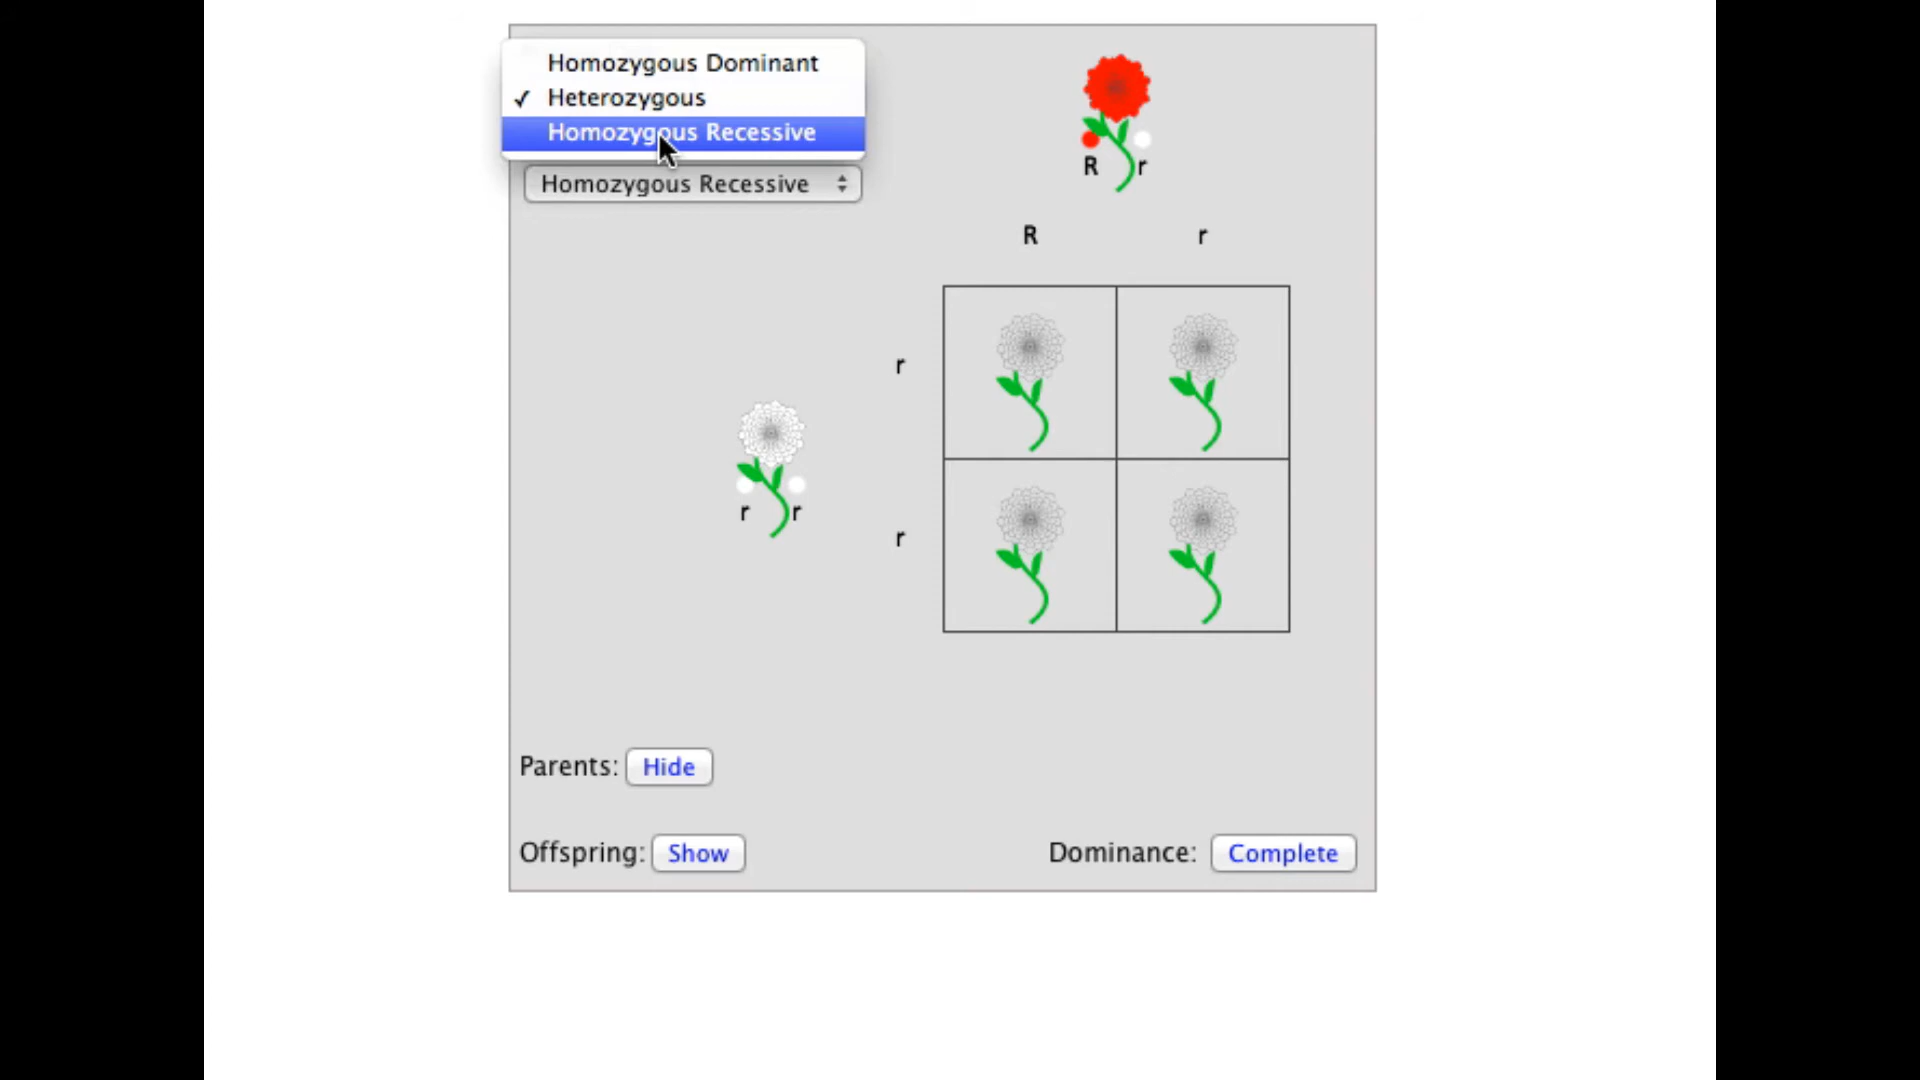 Homozygous Dominant
✓ Heterozygous
Homozygous Recessive
Homozygous Recessive
R r
R r
r
r r
r
Parents: Hide
Offspring: Show
Dominance: Complete